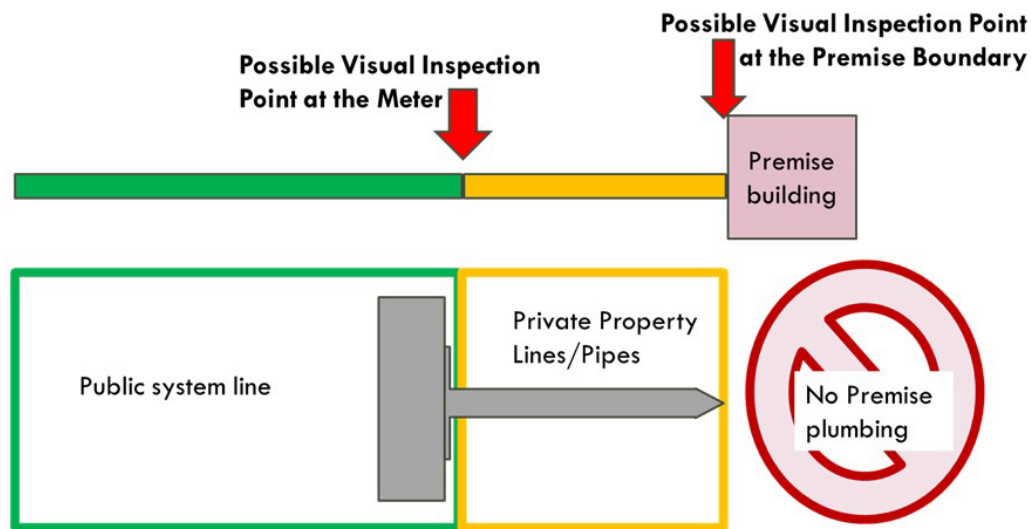 Possible Visual Inspection Point
at the Premise Boundary
Possible Visual Inspection
Point at the Meter
Premise
building
Public system line
Private Property
Lines/Pipes
No Premise
plumbing